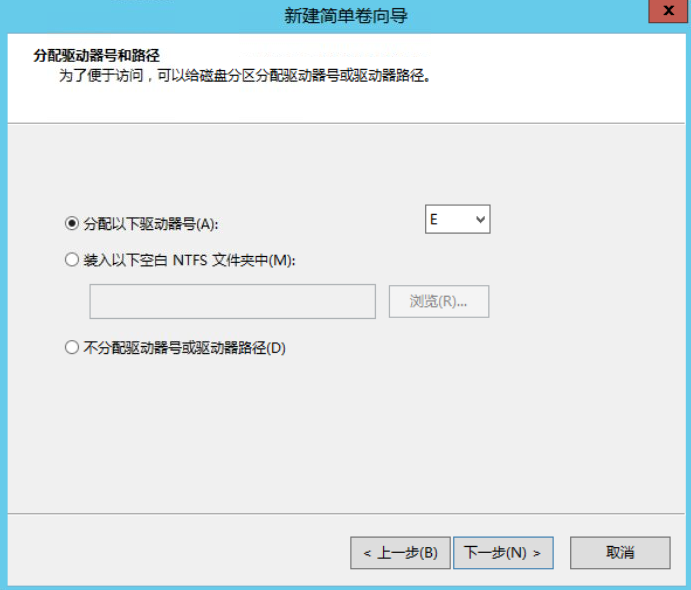 新建简单卷向导
x
分配驱动器号和路径
为了便于访问，可以给磁盘分区分配驱动器号或驱动器路径。
分配以下驱动器号(A):
E
装入以下空白 NTFS 文件夹中(M):
浏览(R)...
不分配驱动器号或驱动器路径(D)
< 上一步(B) 下一步(N) > 取消